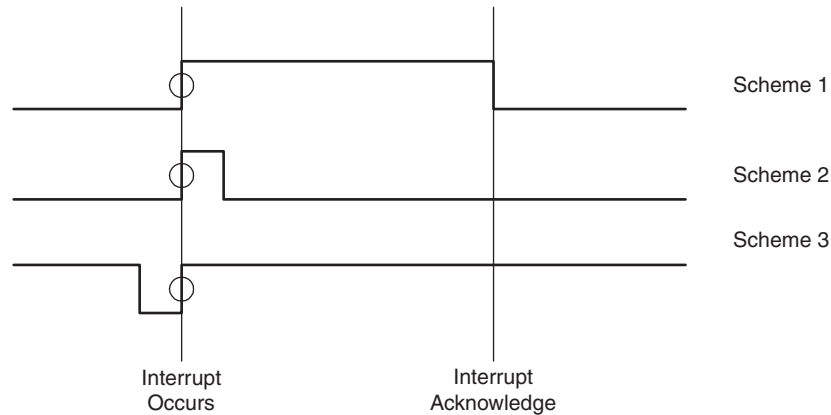 Scheme 1
Scheme 2
Scheme 3
Interrupt
Occurs
Interrupt
Acknowledge